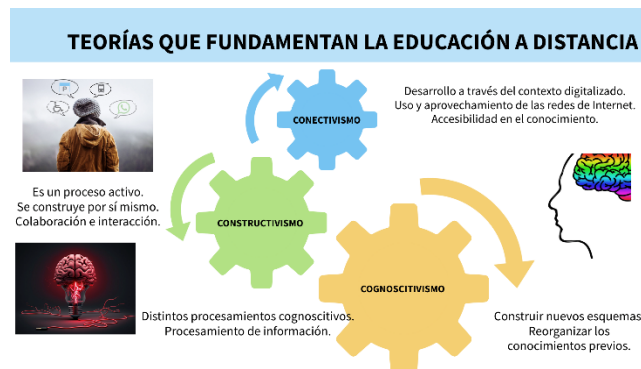 TEORÍAS QUE FUNDAMENTAN LA EDUCACIÓN A DISTANCIA
CONECTIVISMO
Desarrollo a través del contexto digitalizado.
Uso y aprovechamiento de las redes de Internet.
Accesibilidad en el conocimiento.
Es un proceso activo.
Se construye por sí mismo.
Colaboración e interacción.
CONSTRUCTIVISMO
COGNOSCITIVISMO
Distintos procesamientos cognoscitivos.
Procesamiento de información.
Construir nuevos esquemas
Reorganizar los
conocimientos previos.